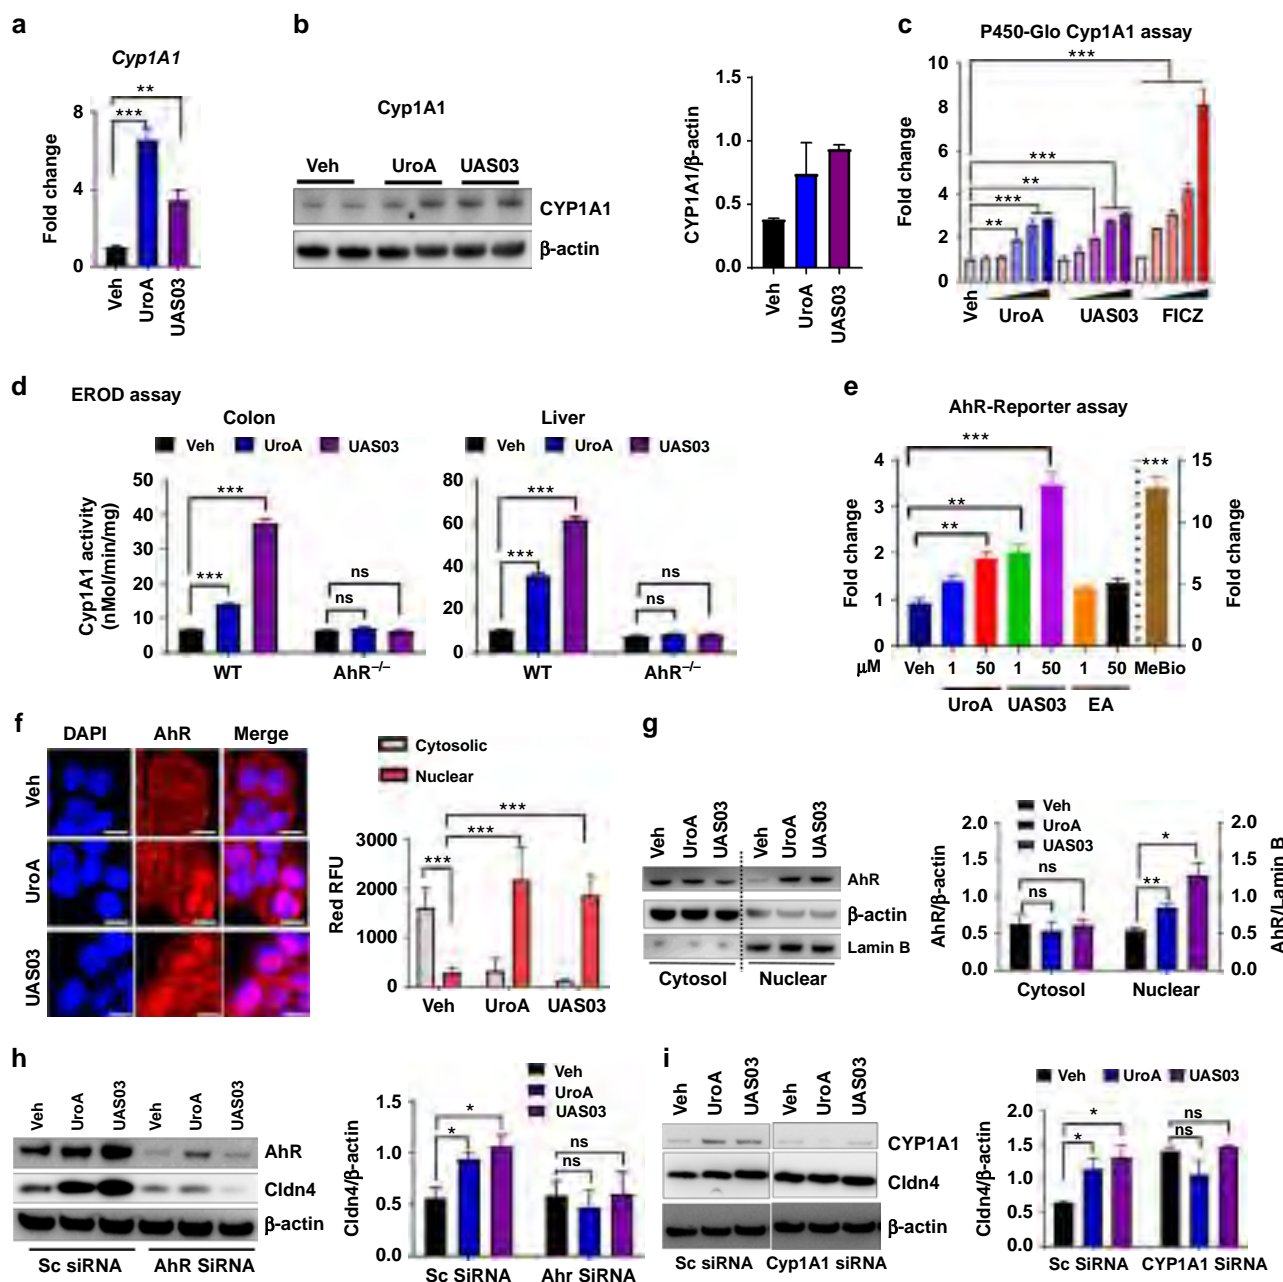 a
Cyp1A1
Fold change
8
4
0
**
***
Veh
UroA
UAS03
b
Cyp1A1
Veh
UroA
UAS03
CYP1A1
β-actin
CYP1A1/β-actin
1.5
1.0
0.5
0.0
Veh
UroA
UAS03
c
P450-Glo Cyp1A1 assay
Fold change
10
8
6
4
2
0
***
***
**
***
**
Veh
UroA
UAS03
FICZ
d
EROD assay
Colon
Veh
UroA
UAS03
Cyp1A1 activity
(nMol/min/mg)
50
40
30
20
10
0
***
***
ns
ns
WT
AhR–/–
Liver
Veh
UroA
UAS03
80
60
40
20
0
***
***
ns
ns
WT
AhR–/–
e
AhR-Reporter assay
Fold change
4
3
2
1
0
***
**
**
***
15
10
5
0
Fold change
μM
Veh
1
50
1
50
1
50
MeBio
UroA
UAS03
EA
f
DAPI
AhR
Merge
Veh
UroA
UAS03
Cytosolic
Nuclear
Red RFU
3000
2000
1000
0
***
***
***
Veh
UroA
UAS03
g
Veh
UroA
UAS03
Veh
UroA
UAS03
AhR
β-actin
Lamin B
Cytosol
Nuclear
Veh
UroA
UAS03
AhR/β-actin
2.0
1.5
1.0
0.5
0.0
ns
ns
*
**
2.0
1.5
1.0
0.5
0.0
AhR/Lamin B
Cytosol
Nuclear
h
Veh
UroA
UAS03
Veh
UroA
UAS03
AhR
Cldn4
β-actin
Sc siRNA
AhR SiRNA
Veh
UroA
UAS03
Cldn4/β-actin
1.5
1.0
0.5
0.0
*
*
ns
ns
Sc SiRNA
Ahr SiRNA
i
Veh
UroA
UAS03
Veh
UroA
UAS03
CYP1A1
Cldn4
β-actin
Sc siRNA
Cyp1A1 siRNA
Veh
UroA
UAS03
Cldn4/β-actin
2.0
1.5
1.0
0.5
0.0
*
*
ns
ns
Sc SiRNA
CYP1A1 SiRNA